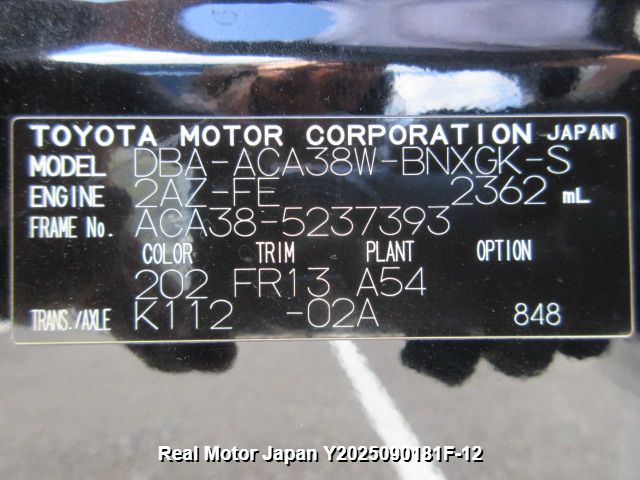 TOYOTA MOTOR CORPORATION JAPAN
MODEL DBA-ACA38W-BNXGK-S
ENGINE 2AZ-FE 2362 mL
FRAME No. ACA38-5237393
COLOR TRIM PLANT OPTION
202 FR13 A54
TRANS./AXLE K112 -02A 848
Real Motor Japan Y2025090181F-12